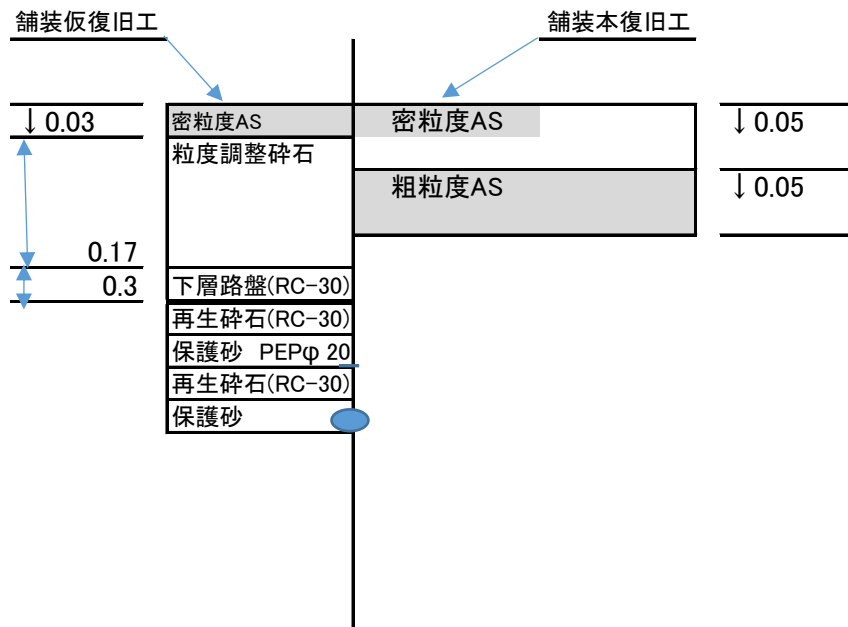 舗装仮復旧工
舗装本復旧工
↓0.03
密粒度AS
密粒度AS
↓0.05
粒度調整砕石
粗粒度AS
↓0.05
0.17
0.3
下層路盤(RC-30)
再生砕石(RC-30)
保護砂 PEPφ 20
再生砕石(RC-30)
保護砂